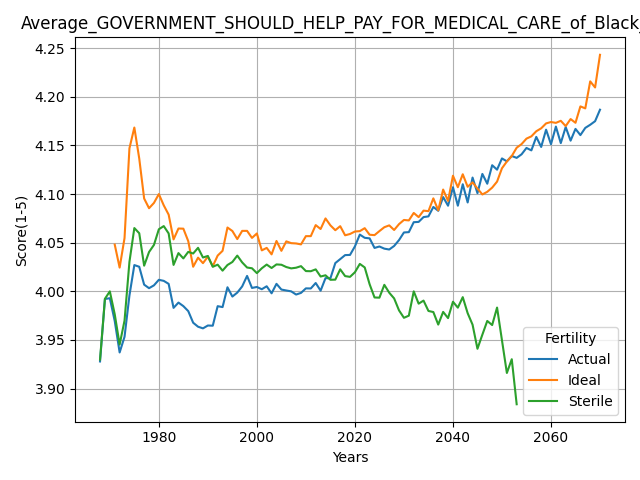 Average_GOVERNMENT_SHOULD_HELP_PAY_FOR_MEDICAL_CARE_of_Black_
4.25
4.20
4.15
4.10
4.05
4.00
3.95
3.90
Score(1-5)
Fertility
Actual
Ideal
Sterile
1980 2000 2020 2040 2060
Years